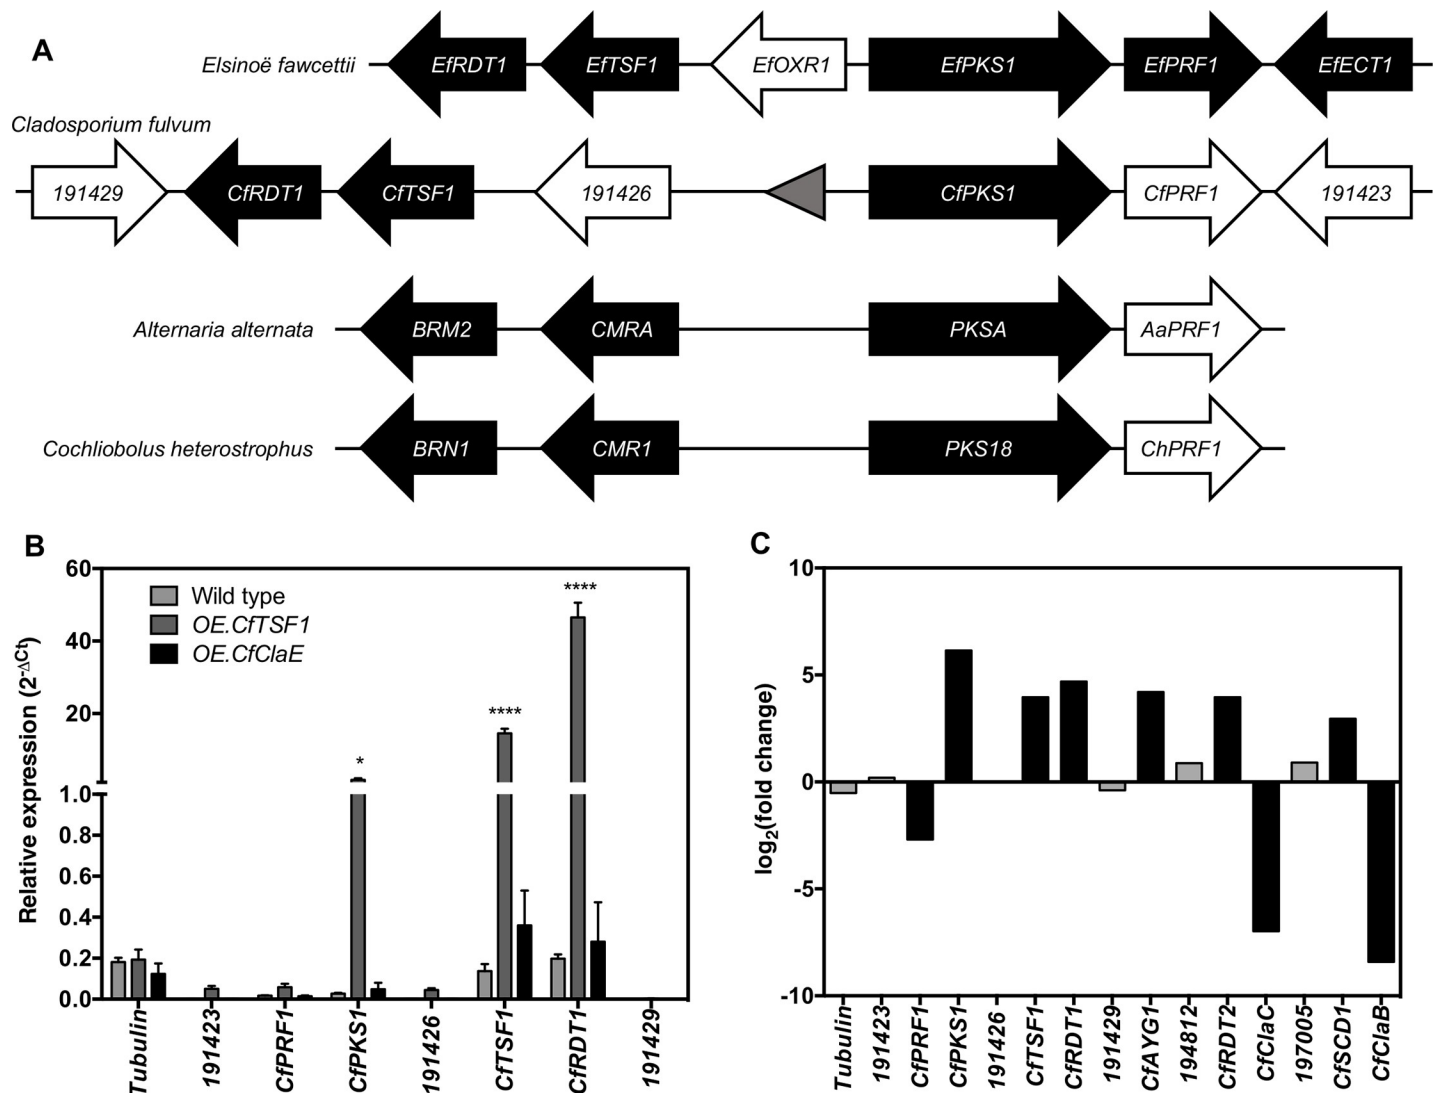 A
Elsinoë fawcettii
EfRDT1 EfTSF1 EfOXR1 EfPKS1 EfPRF1 EfECT1
Cladosporium fulvum
191429 CfRDT1 CfTSF1 191426 CfPKS1 CfPRF1 191423
Alternaria alternata
BRM2 CMRA PKSA AaPRF1
Cochliobolus heterostrophus
BRN1 CMR1 PKS18 ChPRF1
B
Relative expression (2-ΔCt)
60
40
20
1.0
0.8
0.6
0.4
0.2
0.0
Wild type
OE.CfTSF1
OE.CfClaE
*
****
****
Tubulin
191423
CfPRF1
CfPKS1
191426
CfTSF1
CfRDT1
191429
C
log2(fold change)
10
5
0
-5
-10
Tubulin
191423
CfPRF1
CfPKS1
191426
CfTSF1
CfRDT1
191429
CfAYG1
194812
CfRDT2
CfClaC
197005
CfSCD1
CfClaB